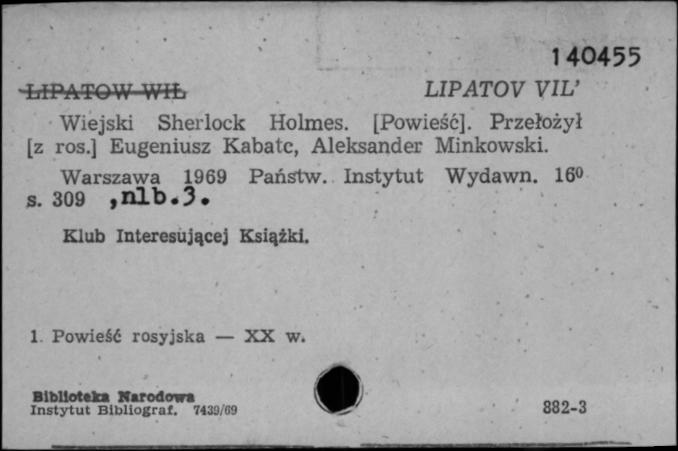 140455
LIPATOW WIŁ LIPATOV VIL’
Wiejski Sherlock Holmes. [Powieść]. Przełożył
[z ros.] Eugeniusz Kabatc, Aleksander Minkowski.
Warszawa 1969 Państw. Instytut Wydawn. 16⁰
s. 309 ,nlb.3.
Klub Interesującej Książki.
1. Powieść rosyjska — XX w.
Biblioteka Narodowa
Instytut Bibliograf. 7439/69 882-3